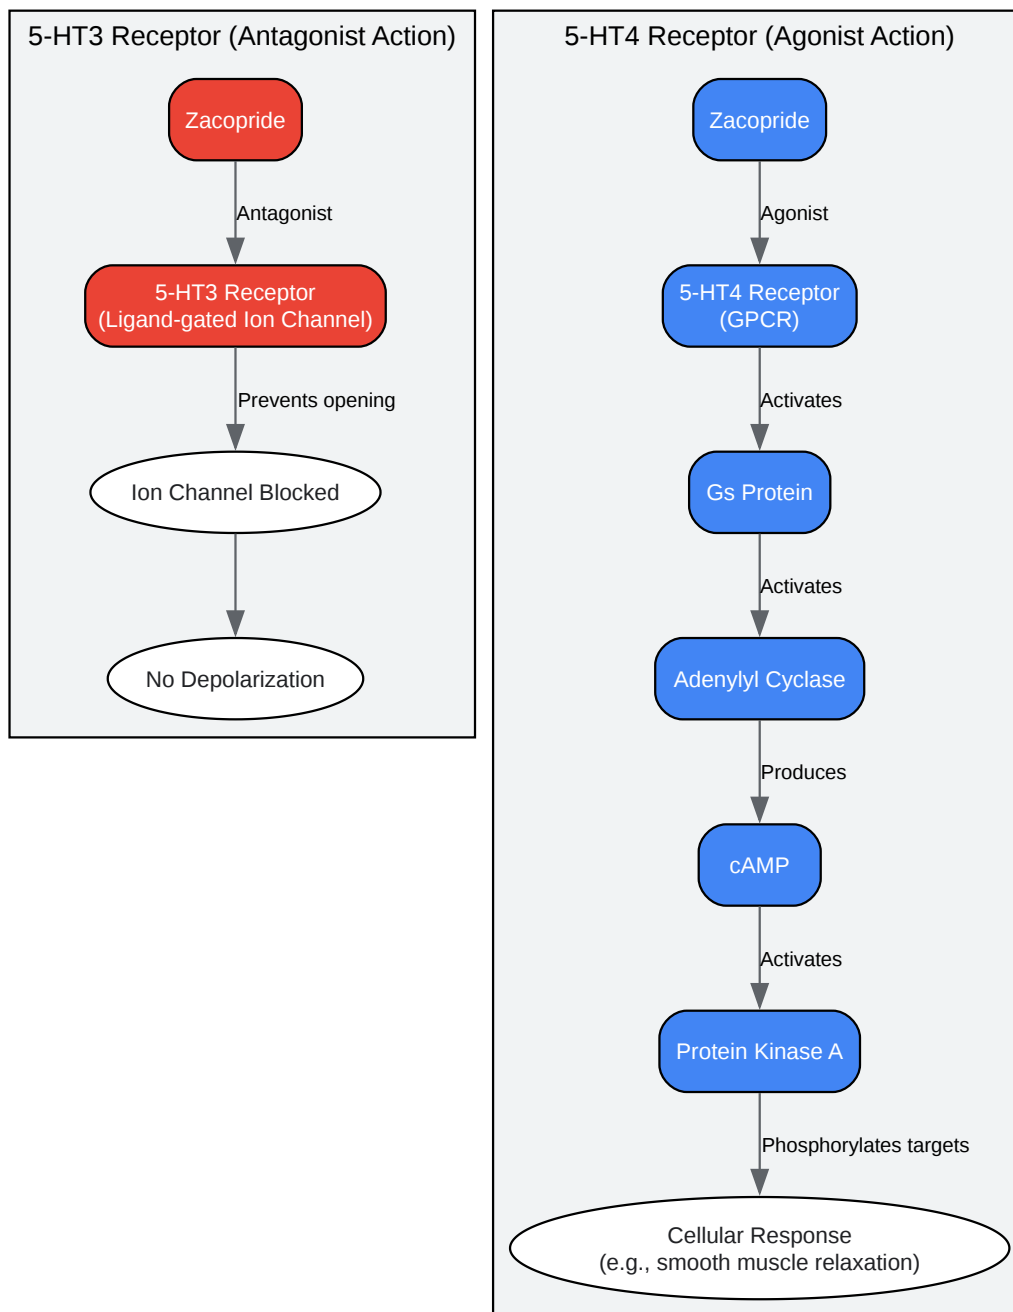 5-HT3 Receptor (Antagonist Action)
Zacopride
Antagonist
5-HT3 Receptor
(Ligand-gated Ion Channel)
Prevents opening
Ion Channel Blocked
No Depolarization
5-HT4 Receptor (Agonist Action)
Zacopride
Agonist
5-HT4 Receptor
(GPCR)
Activates
Gs Protein
Activates
Adenylyl Cyclase
Produces
cAMP
Activates
Protein Kinase A
Phosphorylates targets
Cellular Response
(e.g., smooth muscle relaxation)